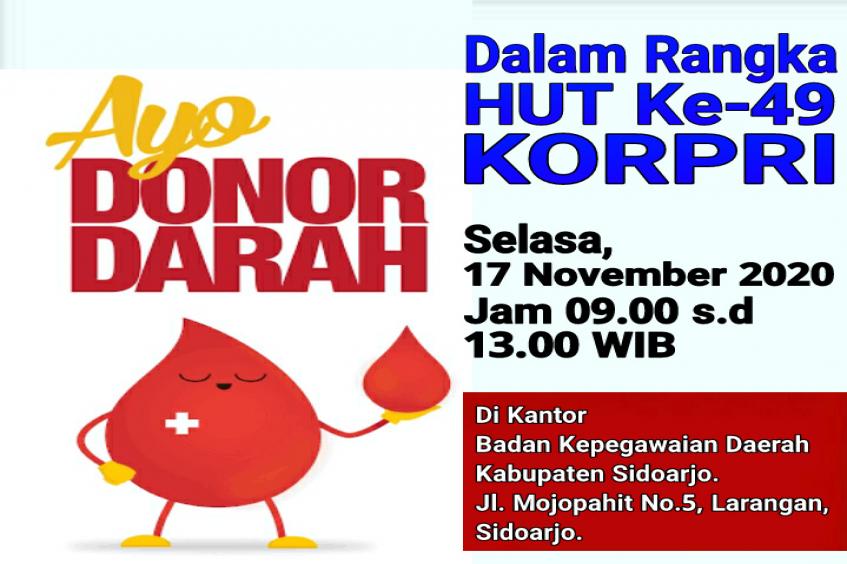 Ayo
DONOR
DARAH
Dalam Rangka
HUT Ke-49
KORPRI
Selasa,
17 November 2020
Jam 09.00 s.d
13.00 WIB
Di Kantor
Badan Kepegawaian Daerah
Kabupaten Sidoarjo.
Jl. Mojopahit No.5, Larangan,
Sidoarjo.